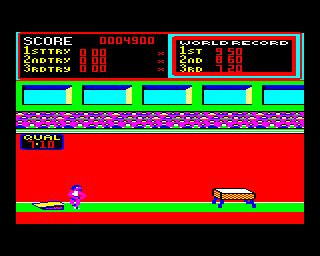 SCORE 0004900
1STTRY 0 00 M
2NDTRY 0 00 M
3RDTRY 0 00 M
WORLD RECORD
1ST 9 50
2ND 8 60
3RD 7 20
QUAL
7·10